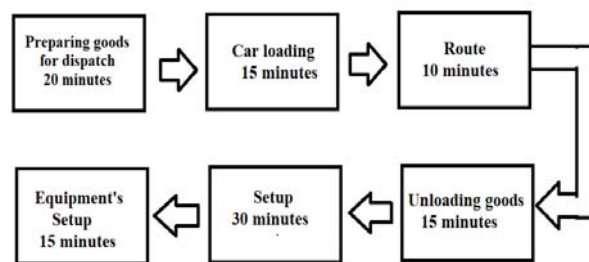 Preparing goods
for dispatch
20 minutes
Car loading
15 minutes
Route
10 minutes
Unloading goods
15 minutes
Setup
30 minutes
Equipment's
Setup
15 minutes